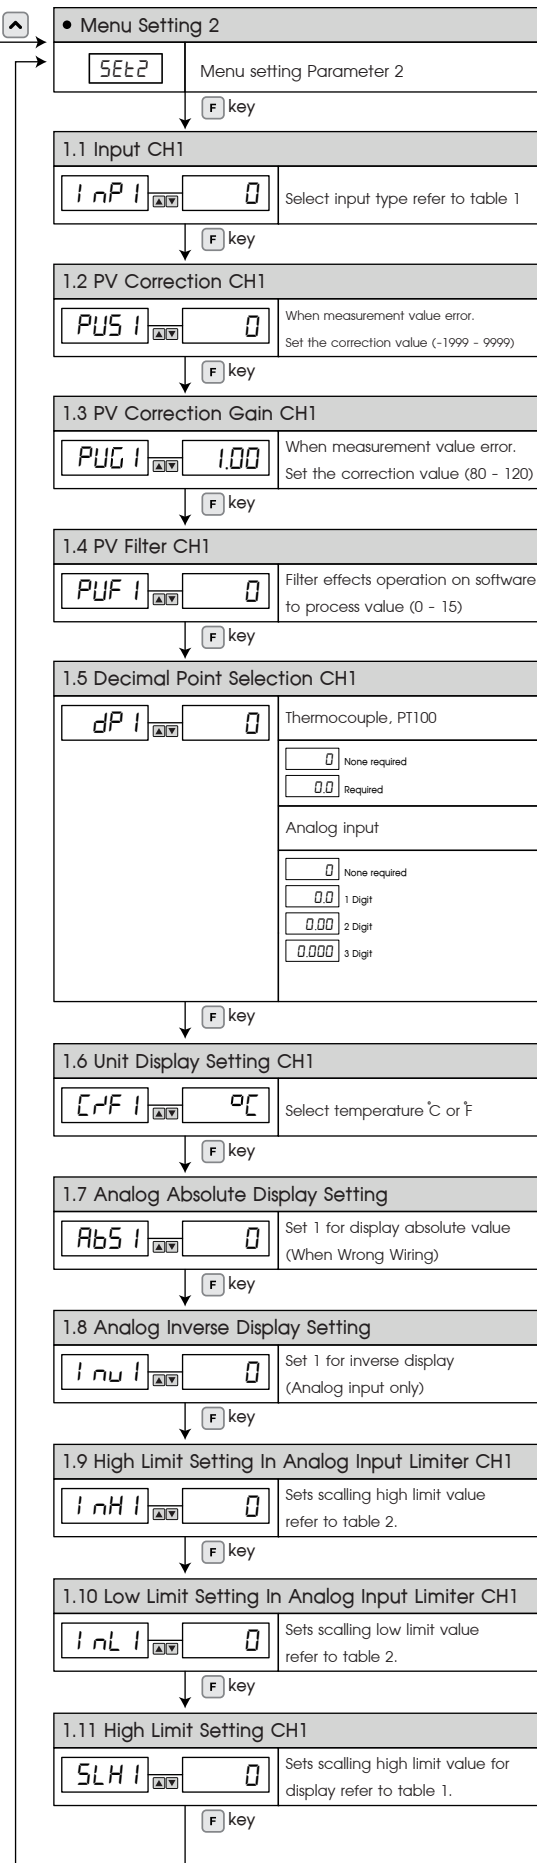 • Menu Setting 2
SEt2
Menu setting Parameter 2
F key
1.1 Input CH1
InP1
0
Select input type refer to table 1
F key
1.2 PV Correction CH1
PVS1
0
When measurement value error.
Set the correction value (-1999 - 9999)
F key
1.3 PV Correction Gain CH1
PVG1
1.00
When measurement value error.
Set the correction value (80 - 120)
F key
1.4 PV Filter CH1
PVF1
0
Filter effects operation on software
to process value (0 - 15)
F key
1.5 Decimal Point Selection CH1
dP1
0
Thermocouple, PT100
0 None required
0.0 Required
Analog input
0 None required
0.0 1 Digit
0.00 2 Digit
0.000 3 Digit
F key
1.6 Unit Display Setting CH1
C/F1
°C
Select temperature °C or °F
F key
1.7 Analog Absolute Display Setting
AbS1
0
Set 1 for display absolute value
(When Wrong Wiring)
F key
1.8 Analog Inverse Display Setting
Inv1
0
Set 1 for inverse display
(Analog input only)
F key
1.9 High Limit Setting In Analog Input Limiter CH1
InH1
0
Sets scalling high limit value
refer to table 2.
F key
1.10 Low Limit Setting In Analog Input Limiter CH1
InL1
0
Sets scalling low limit value
refer to table 2.
F key
1.11 High Limit Setting CH1
SLH1
0
Sets scalling high limit value for
display refer to table 1.
F key